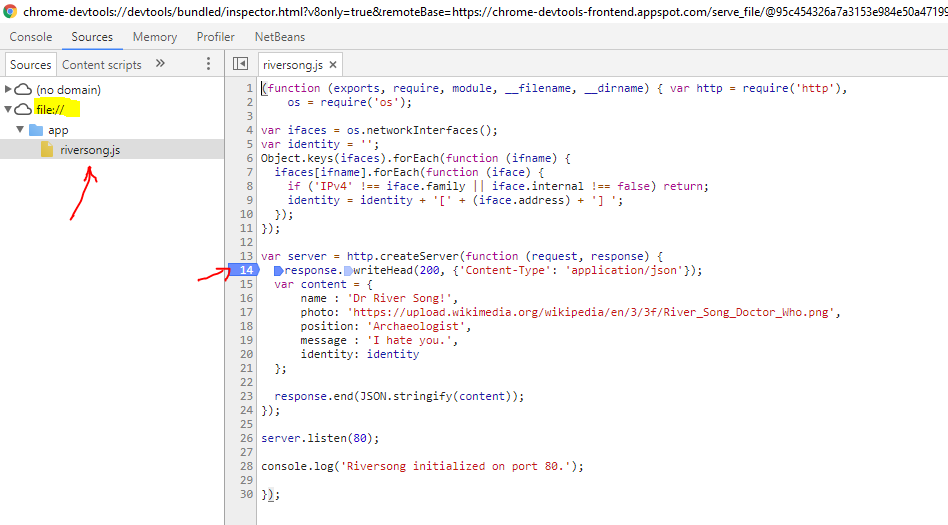 chrome-devtools://devtools/bundled/inspector.html?v8only=true&remoteBase=https://chrome-devtools-frontend.appspot.com/serve_file/@95c454326a7a3153e984e50a47199
Console Sources Memory Profiler NetBeans
Sources Content scripts »
riversong.js ×
(no domain)
file://
app
riversong.js
1 (function (exports, require, module, __filename, __dirname) { var http = require('http'),
2 os = require('os');
3
4 var ifaces = os.networkInterfaces();
5 var identity = '';
6 Object.keys(ifaces).forEach(function (ifname) {
7 ifaces[ifname].forEach(function (iface) {
8 if ('IPv4' !== iface.family || iface.internal !== false) return;
9 identity = identity + '[' + (iface.address) + '] ';
10 });
11 });
12
13 var server = http.createServer(function (request, response) {
14 response.writeHead(200, {'Content-Type': 'application/json'});
15 var content = {
16 name : 'Dr River Song!',
17 photo: 'https://upload.wikimedia.org/wikipedia/en/3/3f/River_Song_Doctor_Who.png',
18 position: 'Archaeologist',
19 message : 'I hate you.',
20 identity: identity
21 };
22
23 response.end(JSON.stringify(content));
24 });
25
26 server.listen(80);
27
28 console.log('Riversong initialized on port 80.');
29
30 });